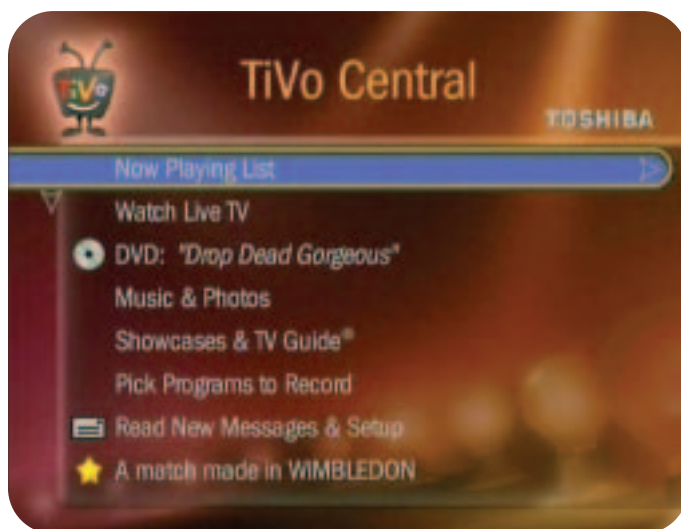 TiVo
TiVo Central
TOSHIBA
Now Playing List
Watch Live TV
DVD: "Drop Dead Gorgeous"
Music & Photos
Showcases & TV Guide®
Pick Programs to Record
Read New Messages & Setup
A match made in WIMBLEDON